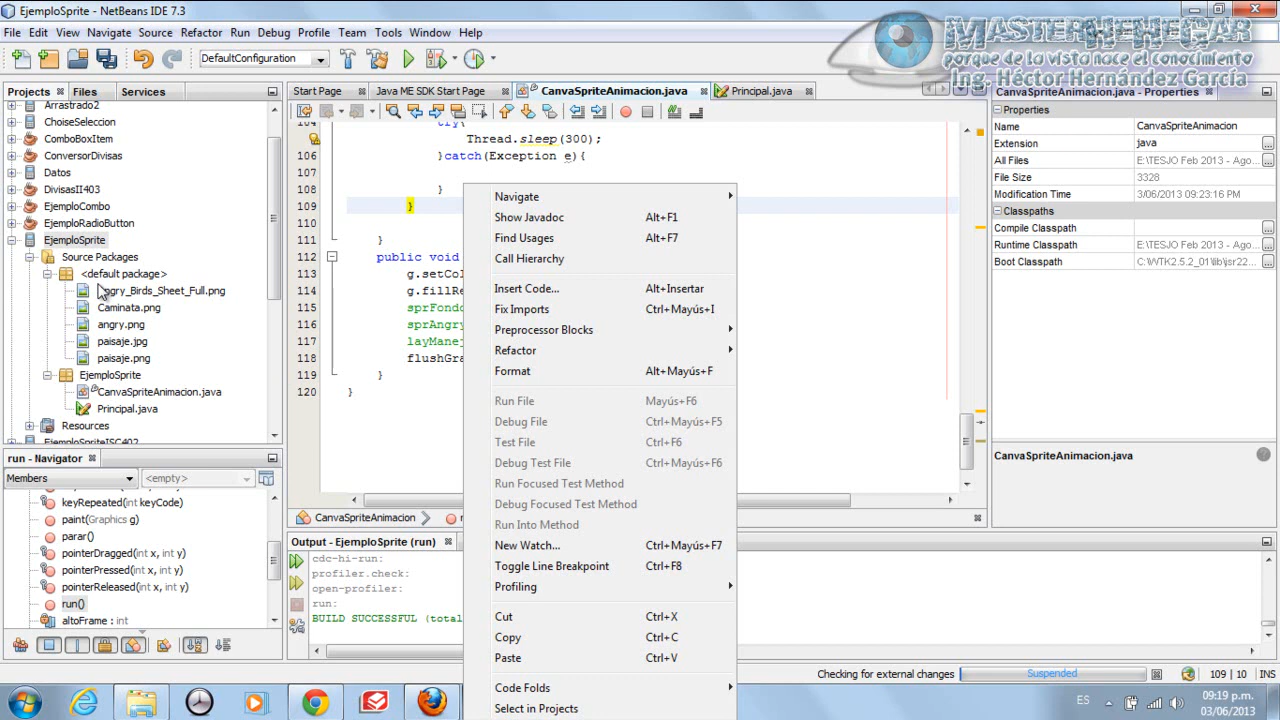 EjemploSprite - NetBeans IDE 7.3
File Edit View Navigate Source Refactor Run Debug Profile Team Tools Window Help
MASTERHENEGAR
porque de la vista nace el conocimiento
Ing. Héctor Hernández García
DefaultConfiguration
Projects Files Services
Arrastrado2
ChoiseSeleccion
ComboBoxItem
ConversorDivisas
Datos
DivisasII403
EjemploCombo
EjemploRadioButton
EjemploSprite
Source Packages
<default package>
Angry_Birds_Sheet_Full.png
Caminata.png
angry.png
paisaje.jpg
paisaje.png
EjemploSprite
CanvaSpriteAnimacion.java
Principal.java
Resources
EjemploSpriteISC402
run - Navigator
Members <empty>
keyRepeated(int keyCode)
paint(Graphics g)
parar()
pointerDragged(int x, int y)
pointerPressed(int x, int y)
pointerReleased(int x, int y)
run()
altoFrame : int
Start Page Java ME SDK Start Page CanvaSpriteAnimacion.java Principal.java
104 try{
Thread.sleep(300);
106 }catch(Exception e){
107
108 }
109 }
110
111 }
112 public void
113 g.setCol
114 g.fillRe
115 sprFondo
116 sprAngry
117 layManej
118 flushGra
119 }
120 }
CanvaSpriteAnimacion
Navigate
Show Javadoc Alt+F1
Find Usages Alt+F7
Call Hierarchy
Insert Code... Alt+Insertar
Fix Imports Ctrl+Mayús+I
Preprocessor Blocks
Refactor
Format Alt+Mayús+F
Run File Mayús+F6
Debug File Ctrl+Mayús+F5
Test File Ctrl+F6
Debug Test File Ctrl+Mayús+F6
Run Focused Test Method
Debug Focused Test Method
Run Into Method
New Watch... Ctrl+Mayús+F7
Toggle Line Breakpoint Ctrl+F8
Profiling
Cut Ctrl+X
Copy Ctrl+C
Paste Ctrl+V
Code Folds
Select in Projects
Output - EjemploSprite (run)
cdc-hi-run:
profiler.check:
open-profiler:
run:
BUILD SUCCESSFUL (total
CanvaSpriteAnimacion.java - Properties
Properties
Name CanvaSpriteAnimacion
Extension java
All Files E:\TESJO Feb 2013 - Ago...
File Size 3328
Modification Time 3/06/2013 09:23:16 PM
Classpaths
Compile Classpath
Runtime Classpath E:\TESJO Feb 2013 - Ago...
Boot Classpath C:\WTK2.5.2_01\lib\jsr22...
CanvaSpriteAnimacion.java
Checking for external changes Suspended 109 | 10 INS
ES 09:19 p.m.
03/06/2013